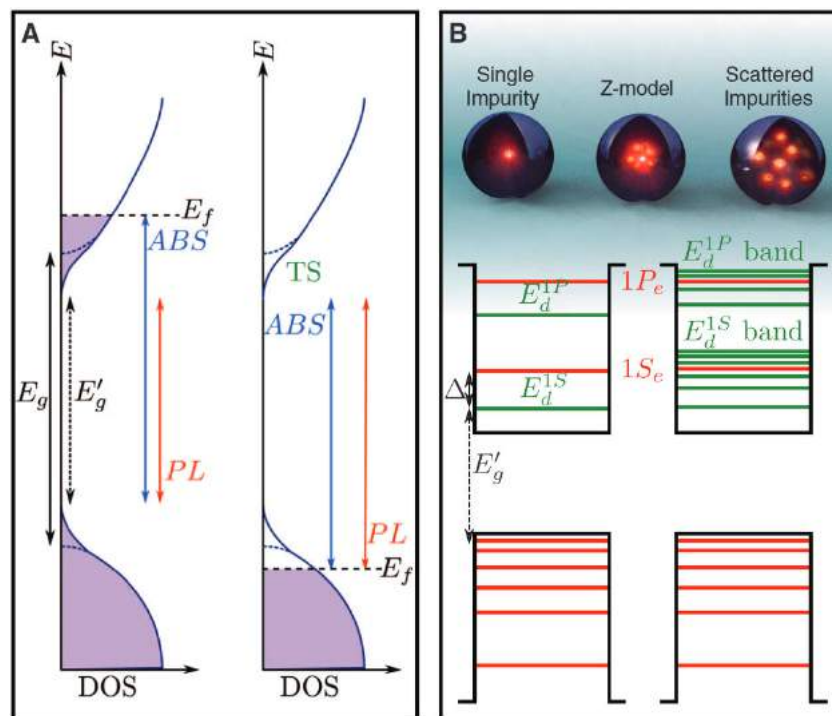 A
E
E_f
ABS
E_g
E'_g
PL
DOS
E
TS
ABS
PL
E_f
DOS
B
Single
Impurity
Z-model
Scattered
Impurities
E_d^{1P}
1P_e
E_d^{1P} band
E_d^{1S} band
1S_e
Δ
E_d^{1S}
E'_g